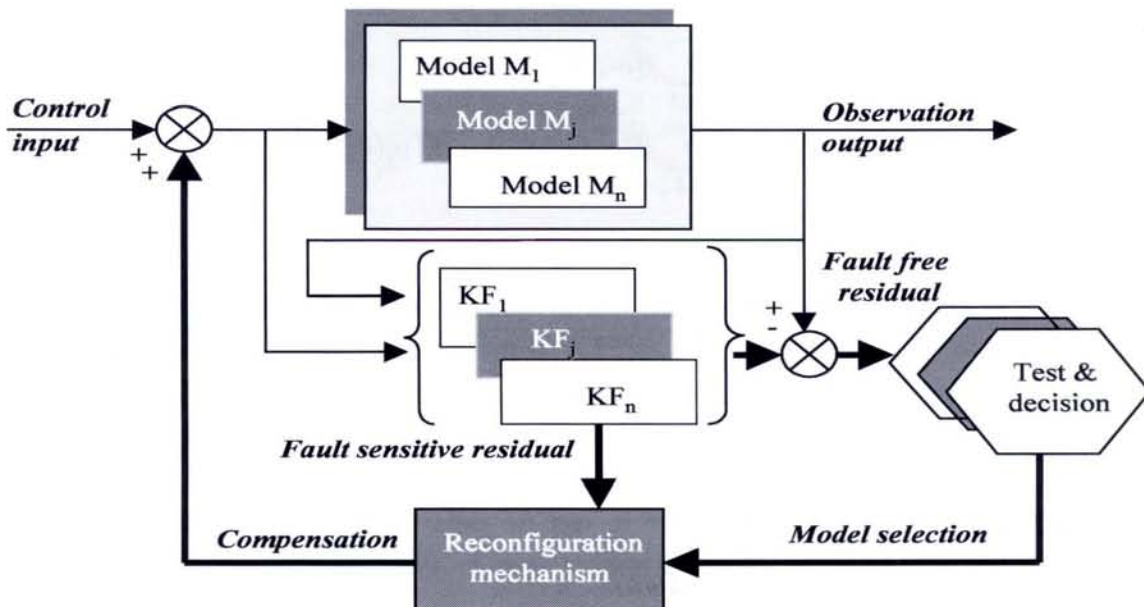 Model M1
Control
input
Model Mj
Observation
output
+
+
Model Mn
Fault free
residual
KF1
+
-
KFj
Test &
decision
KFn
Fault sensitive residual
Compensation
Reconfiguration
mechanism
Model selection